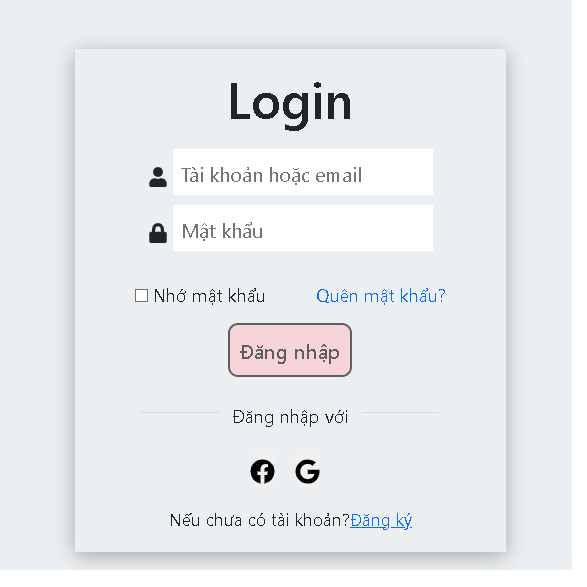 Login
Tài khoản hoặc email
Mật khẩu
Nhớ mật khẩu Quên mật khẩu?
Đăng nhập
Đăng nhập với
Nếu chưa có tài khoản?Đăng ký